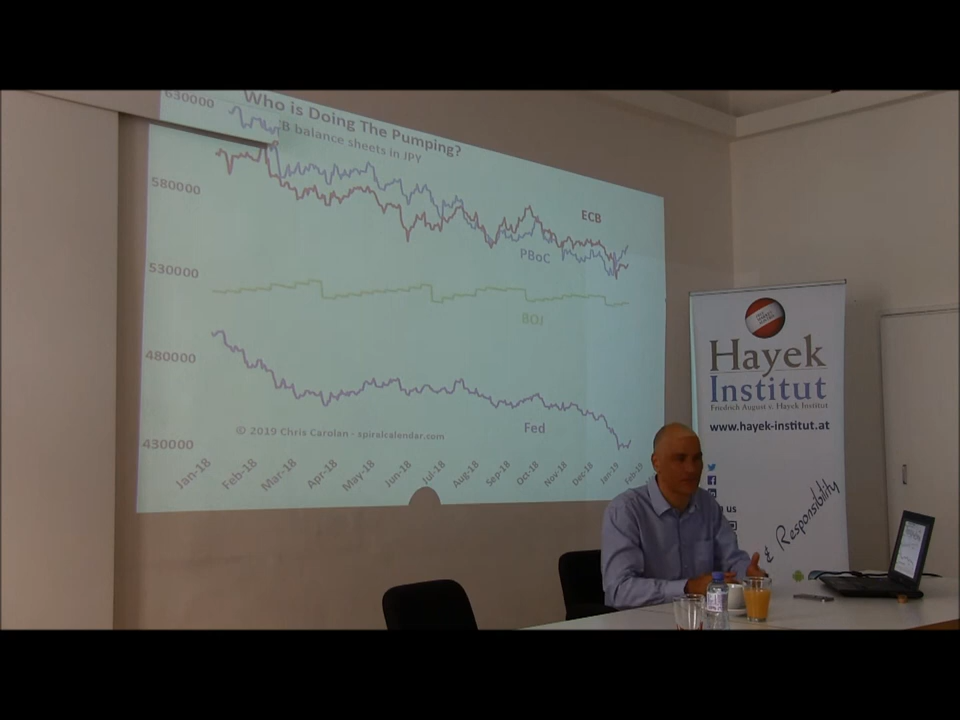 Who is Doing The Pumping?
B balance sheets in JPY
630000
580000
530000
480000
430000
ECB
PBoC
BOJ
Fed
© 2019 Chris Carolan - spiralcalendar.com
Jan-18
Feb-18
Mar-18
Apr-18
May-18
Jun-18
Jul-18
Aug-18
Sep-18
Oct-18
Nov-18
Dec-18
Jan-19
Feb-19
Hayek
Institut
Friedrich August v. Hayek Institut
www.hayek-institut.at
us
& Responsibility